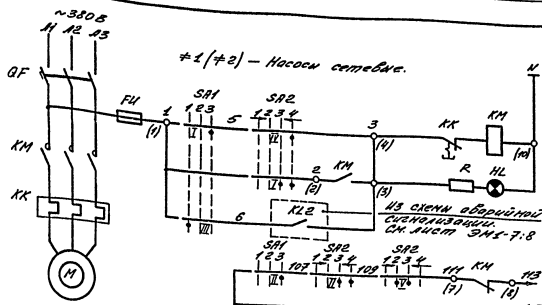 ~380 В
Л1 Л2 Л3
≠1 (≠2) — Насосы сетевые.
N
QF
FU
SA1
1 2 3
SA2
1 2 3 4
1
(1)
5
I
VI
3
(4)
КК
КМ
(10)
КМ
I
2
(2)
КМ
(3)
R
HL
КК
6
VII
KL2
Из схемы аварийной
сигнализации.
См. лист ЭМ1-7:8
М
SA1
1 2 3
107
SA2
1 2 3 4
109
SA2
1 2 3 4
111
(7)
КМ
113
(8)
II
V